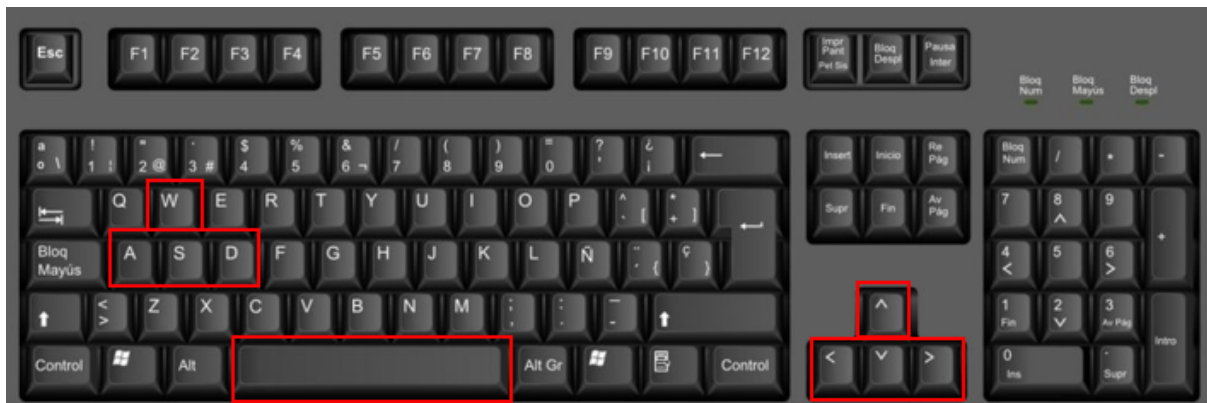 Esc F1 F2 F3 F4 F5 F6 F7 F8 F9 F10 F11 F12
Impr Pant Pet Sis
Bloq Despl
Pausa Inter
Bloq Num
Bloq Mayús
Bloq Despl
a o \ ! 1 ¦ " 2 @ · 3 # $ 4 % 5 & 6 ¬ / 7 ( 8 ) 9 = 0 ? ' ¿ ¡
Insert Inicio Re Pág
Bloq Num / * -
Q W E R T Y U I O P ^ ` [ * + ]
Supr Fin Av Pág
7 8 9 +
Bloq Mayús A S D F G H J K L Ñ ¨ ´ { Ç }
4 < 5 6 >
< > Z X C V B N M ; , : . _ -
^
1 Fin 2 3 Av Pág Intro
Control Alt Alt Gr Control
< v >
0 Ins . Supr